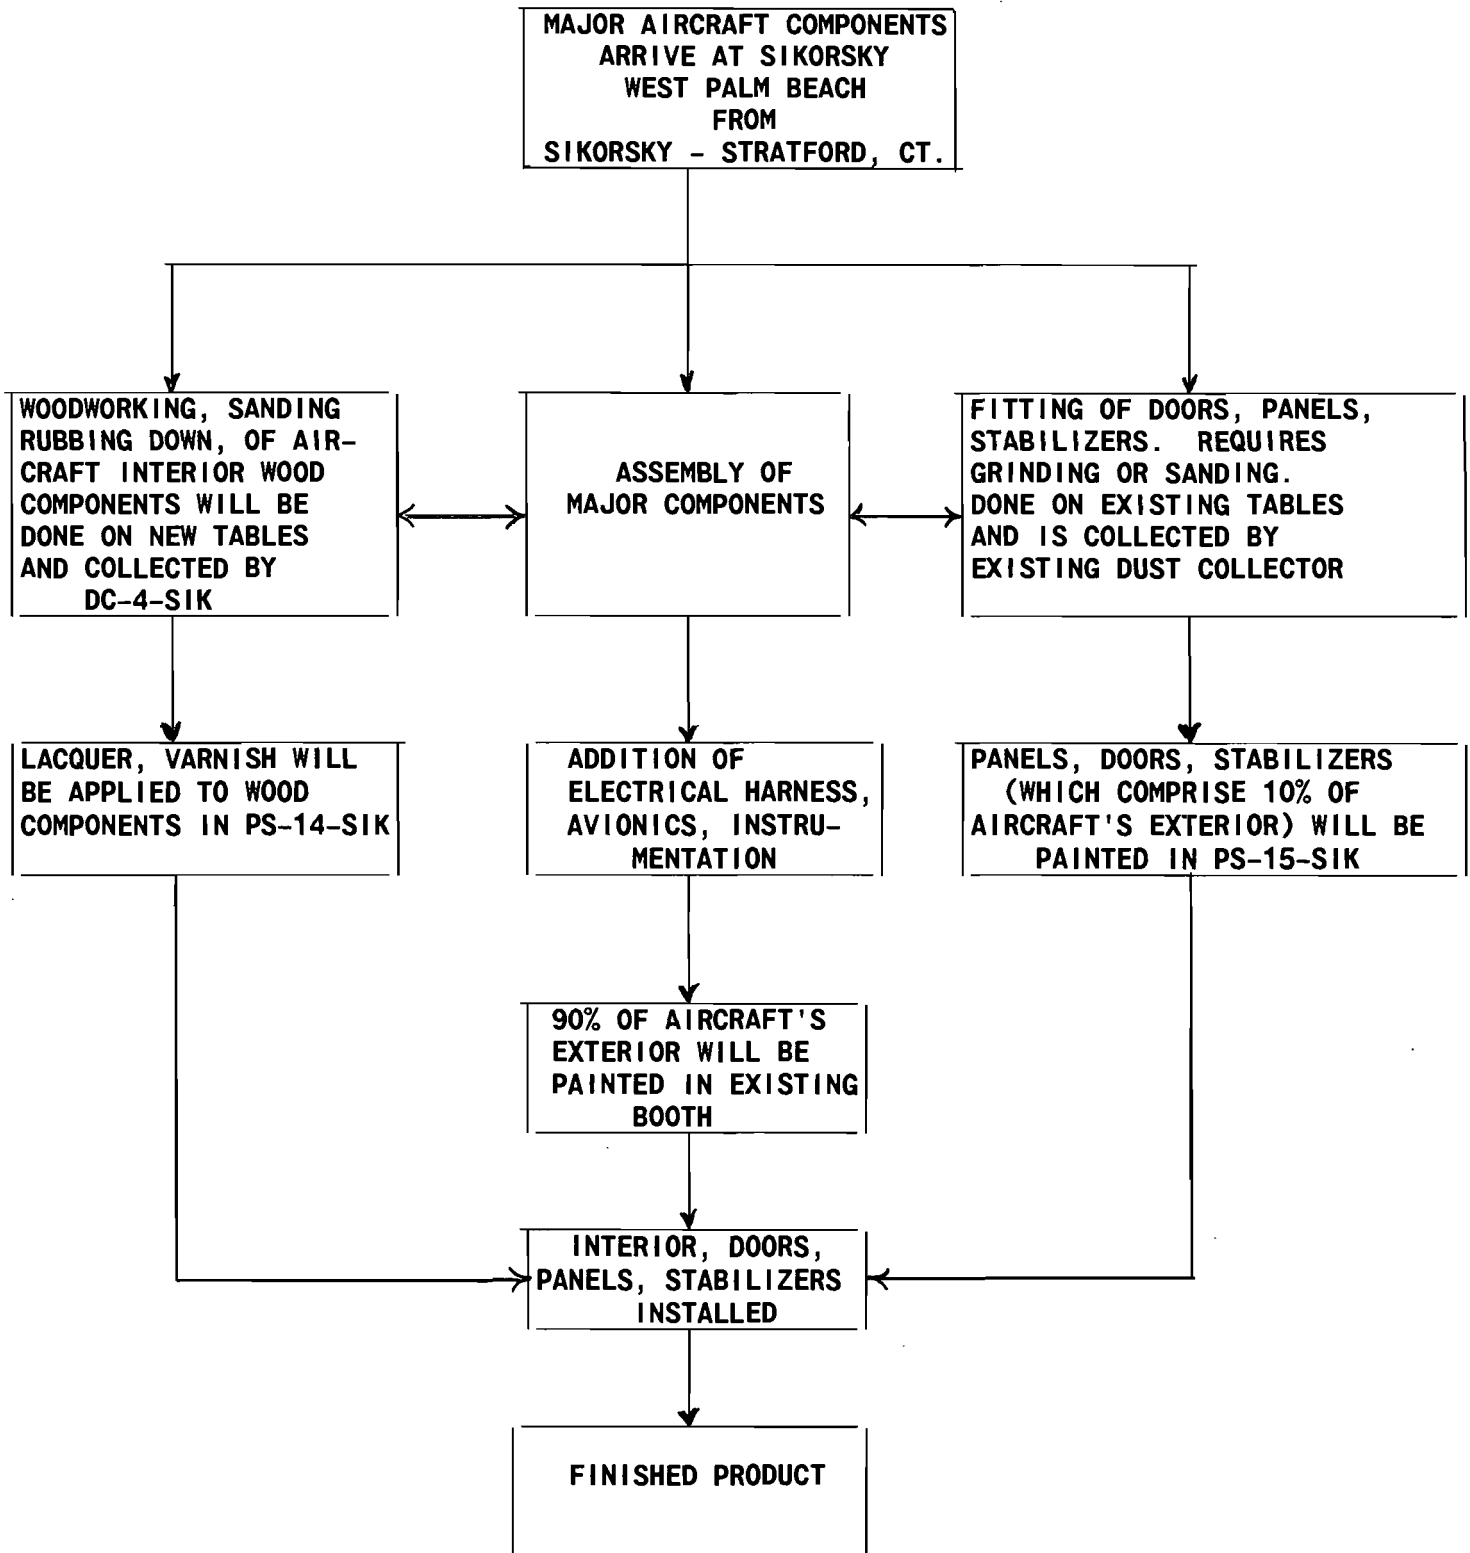 MAJOR AIRCRAFT COMPONENTS
ARRIVE AT SIKORSKY
WEST PALM BEACH
FROM
SIKORSKY - STRATFORD, CT.
WOODWORKING, SANDING
RUBBING DOWN, OF AIR-
CRAFT INTERIOR WOOD
COMPONENTS WILL BE
DONE ON NEW TABLES
AND COLLECTED BY
DC-4-SIK
ASSEMBLY OF
MAJOR COMPONENTS
FITTING OF DOORS, PANELS,
STABILIZERS. REQUIRES
GRINDING OR SANDING.
DONE ON EXISTING TABLES
AND IS COLLECTED BY
EXISTING DUST COLLECTOR
LACQUER, VARNISH WILL
BE APPLIED TO WOOD
COMPONENTS IN PS-14-SIK
ADDITION OF
ELECTRICAL HARNESS,
AVIONICS, INSTRU-
MENTATION
PANELS, DOORS, STABILIZERS
(WHICH COMPRISE 10% OF
AIRCRAFT'S EXTERIOR) WILL BE
PAINTED IN PS-15-SIK
90% OF AIRCRAFT'S
EXTERIOR WILL BE
PAINTED IN EXISTING
BOOTH
INTERIOR, DOORS,
PANELS, STABILIZERS
INSTALLED
FINISHED PRODUCT